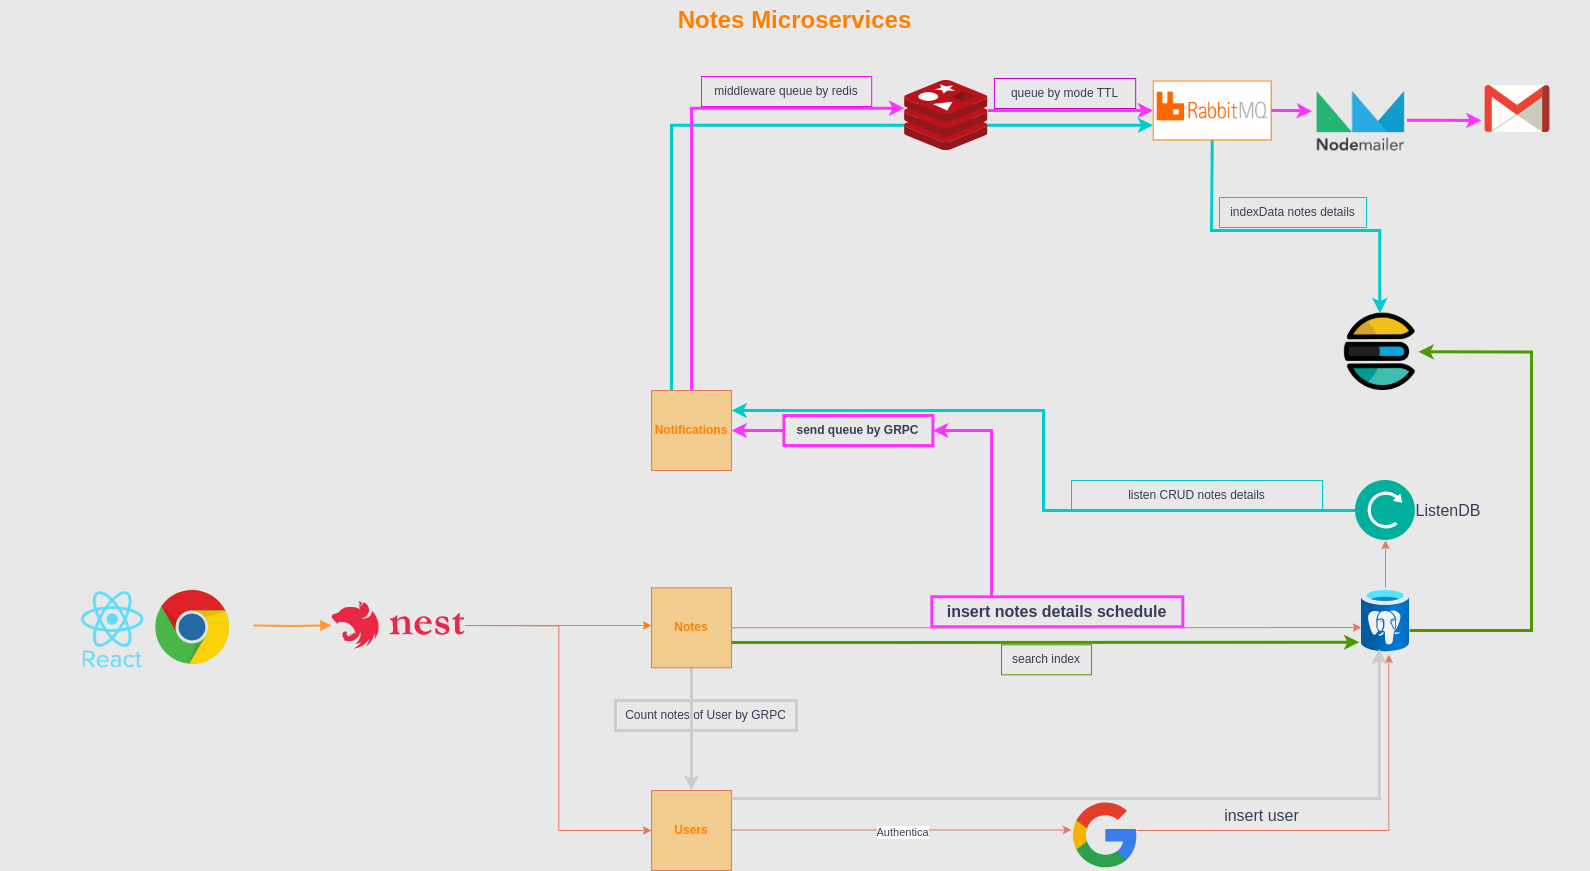 Notes Microservices
middleware queue by redis
queue by mode TTL
RabbitMQ
Nodemailer
indexData notes details
Notifications
send queue by GRPC
listen CRUD notes details
ListenDB
React
nest
Notes
insert notes details schedule
search index
Count notes of User by GRPC
Users
Authentica
insert user